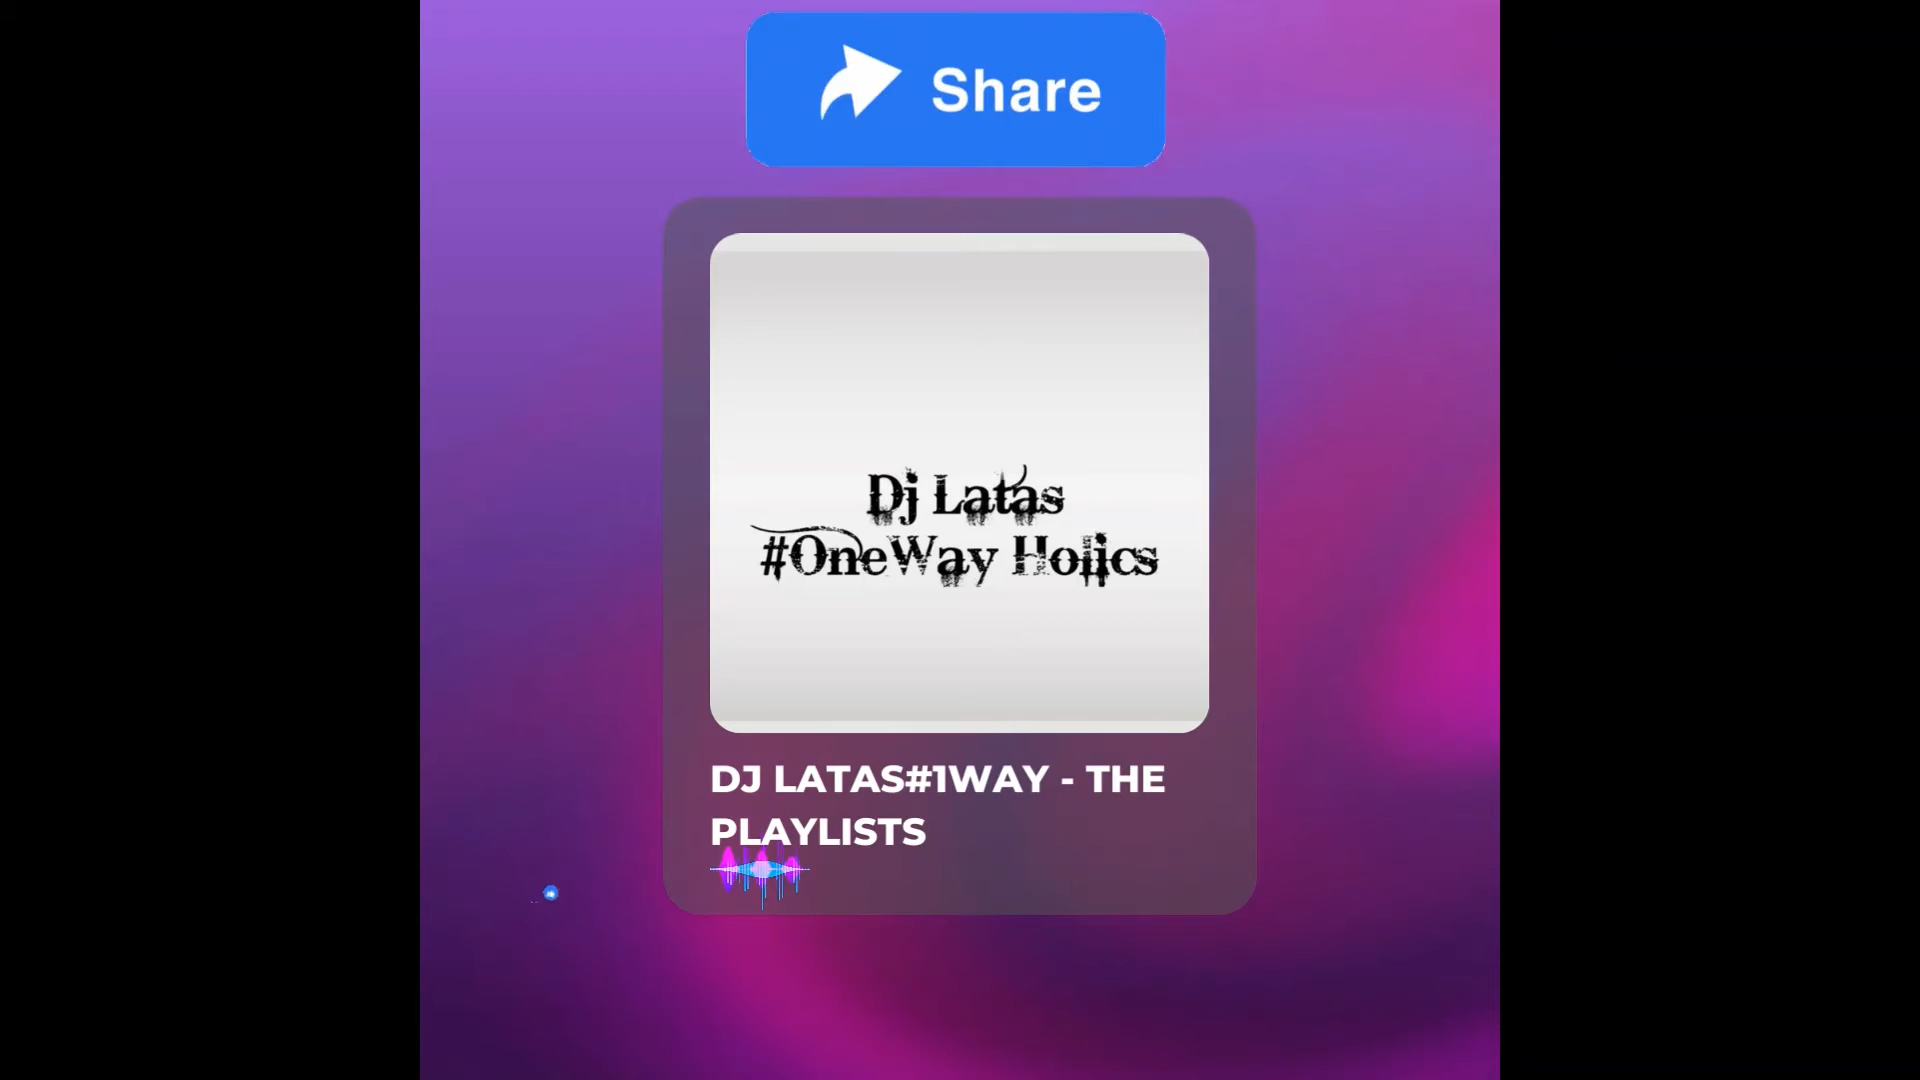 Share
Dj Latas
#OneWay Holics
DJ LATAS#1WAY - THE
PLAYLISTS